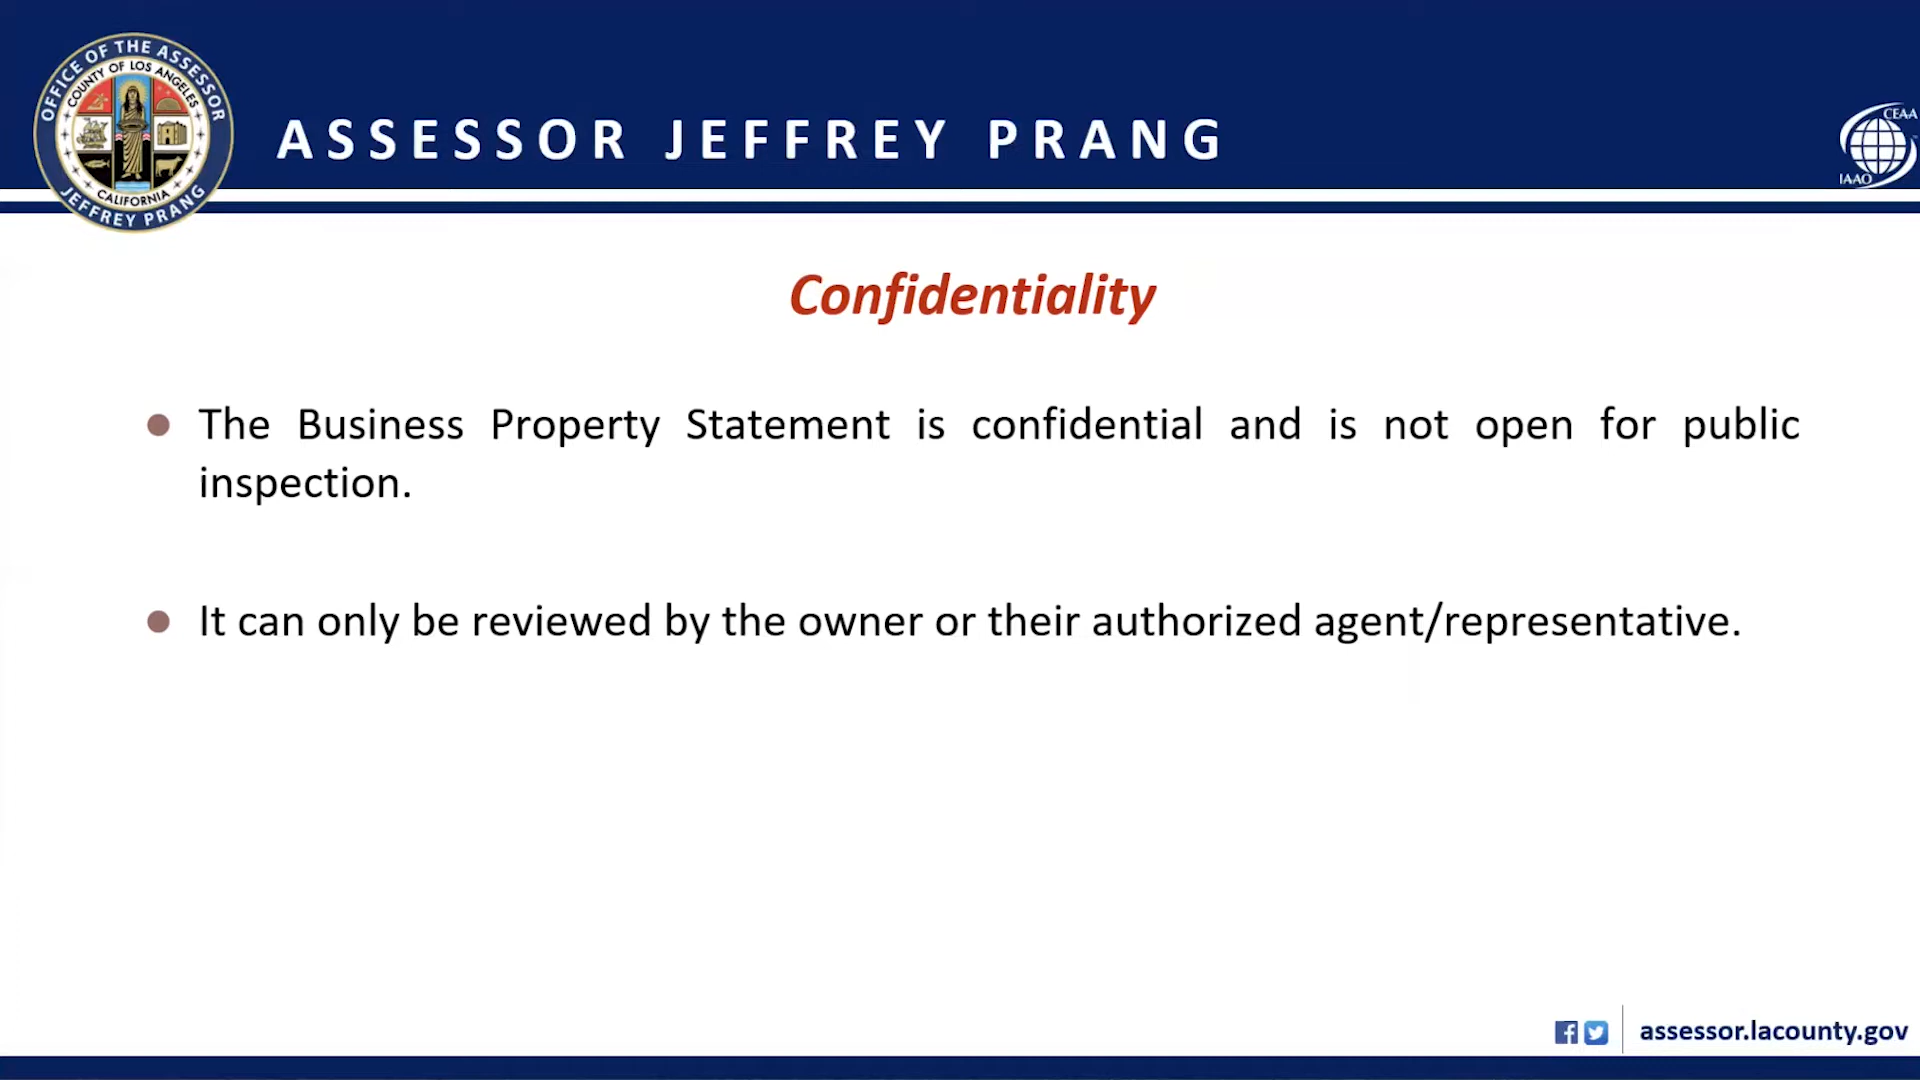 OFFICE OF THE ASSESSOR
COUNTY OF LOS ANGELES
CALIFORNIA
JEFFREY PRANG
ASSESSOR JEFFREY PRANG
CEAA
IAAO
Confidentiality
The Business Property Statement is confidential and is not open for public
inspection.
It can only be reviewed by the owner or their authorized agent/representative.
assessor.lacounty.gov